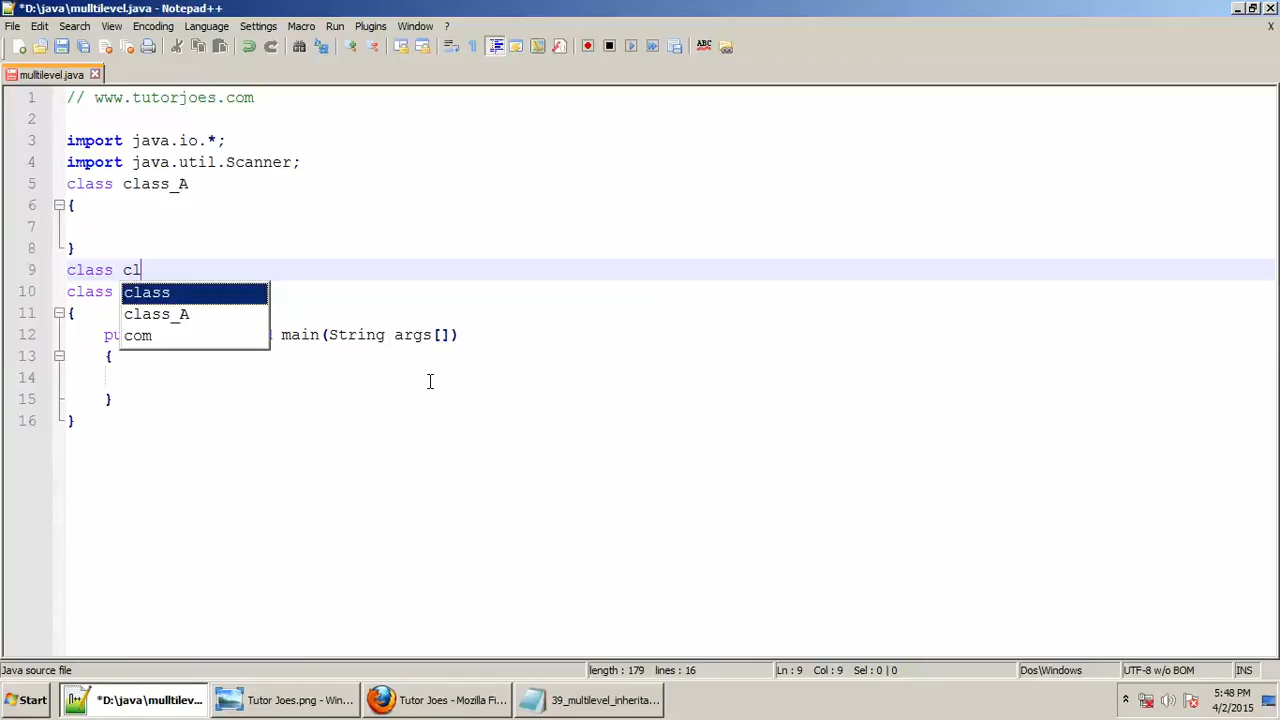 *D:\java\mulltilevel.java - Notepad++
File Edit Search View Encoding Language Settings Macro Run Plugins Window ?
X
mulltilevel.java
1 // www.tutorjoes.com
2
3 import java.io.*;
4 import java.util.Scanner;
5 class class_A
6 {
7
8 }
9 class cl
class
10 class
class_A
11 {
com
12 pu main(String args[])
13 {
14
15 }
16 }
Java source file length : 179 lines : 16 Ln : 9 Col : 9 Sel : 0 | 0 Dos\Windows UTF-8 w/o BOM INS
Start *D:\java\mulltilev... Tutor Joes.png - Win... Tutor Joes - Mozilla Fi... 39_multilevel_inherita... 5:48 PM
4/2/2015